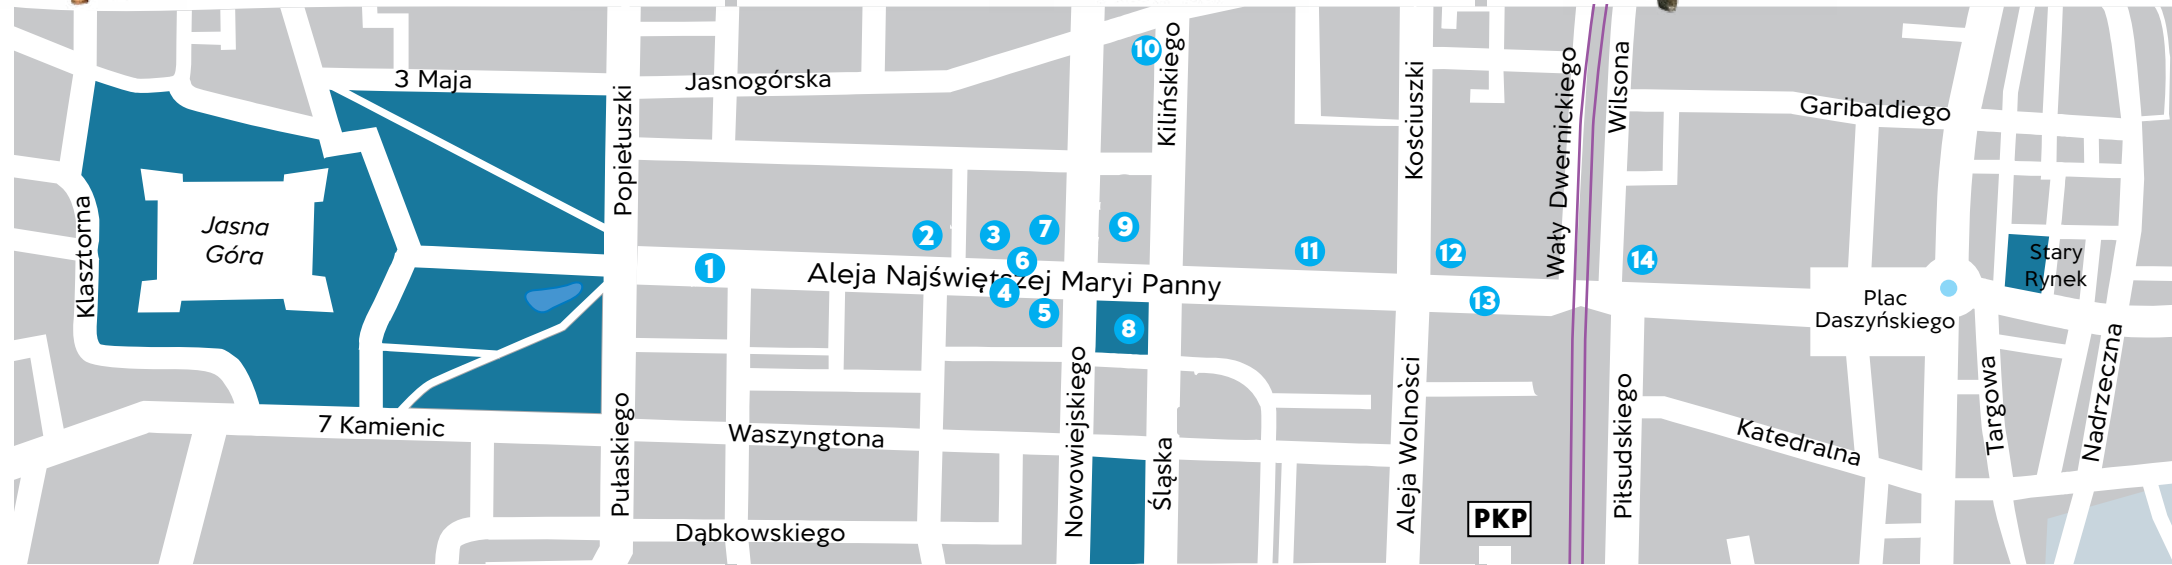 10
3 Maja
Jasnogórska
Kilińskiego
Kościuszki
Wały Dwernickiego
Wilsona
Garibaldiego
Popiełuszki
Klasztorna
Jasna
Góra
1
2
3
7
6
9
11
12
14
Aleja Najświętszej Maryi Panny
4
5
8
13
Stary
Rynek
Plac
Daszyńskiego
7 Kamienic
Pułaskiego
Waszyngtona
Nowowiejskiego
Śląska
Aleja Wolności
Piłsudskiego
Katedralna
Targowa
Nadrzeczna
Dąbkowskiego
PKP